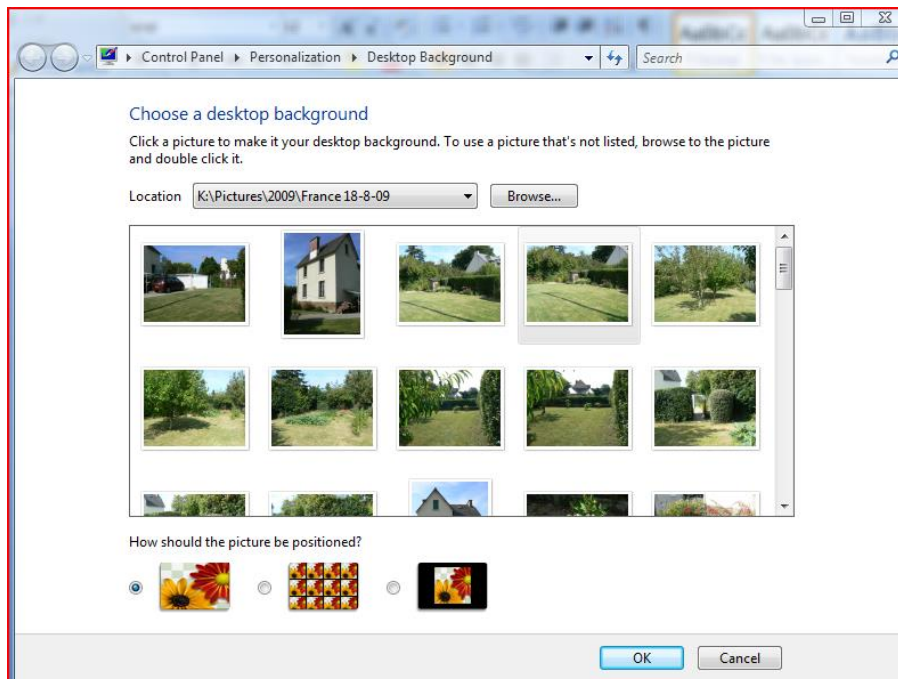 Control Panel ▸ Personalization ▸ Desktop Background
Search
Choose a desktop background
Click a picture to make it your desktop background. To use a picture that's not listed, browse to the picture
and double click it.
Location K:\Pictures\2009\France 18-8-09 Browse...
How should the picture be positioned?
OK Cancel